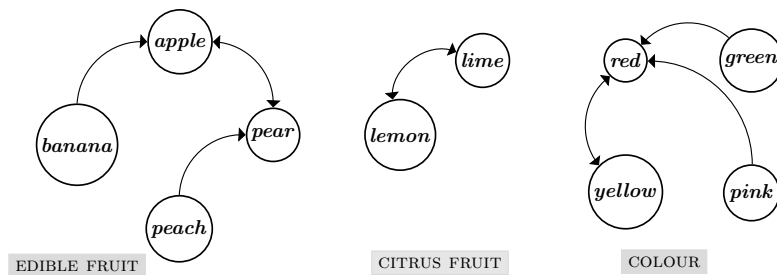 apple
banana
pear
peach
EDIBLE FRUIT
lime
lemon
CITRUS FRUIT
red
green
yellow
pink
COLOUR